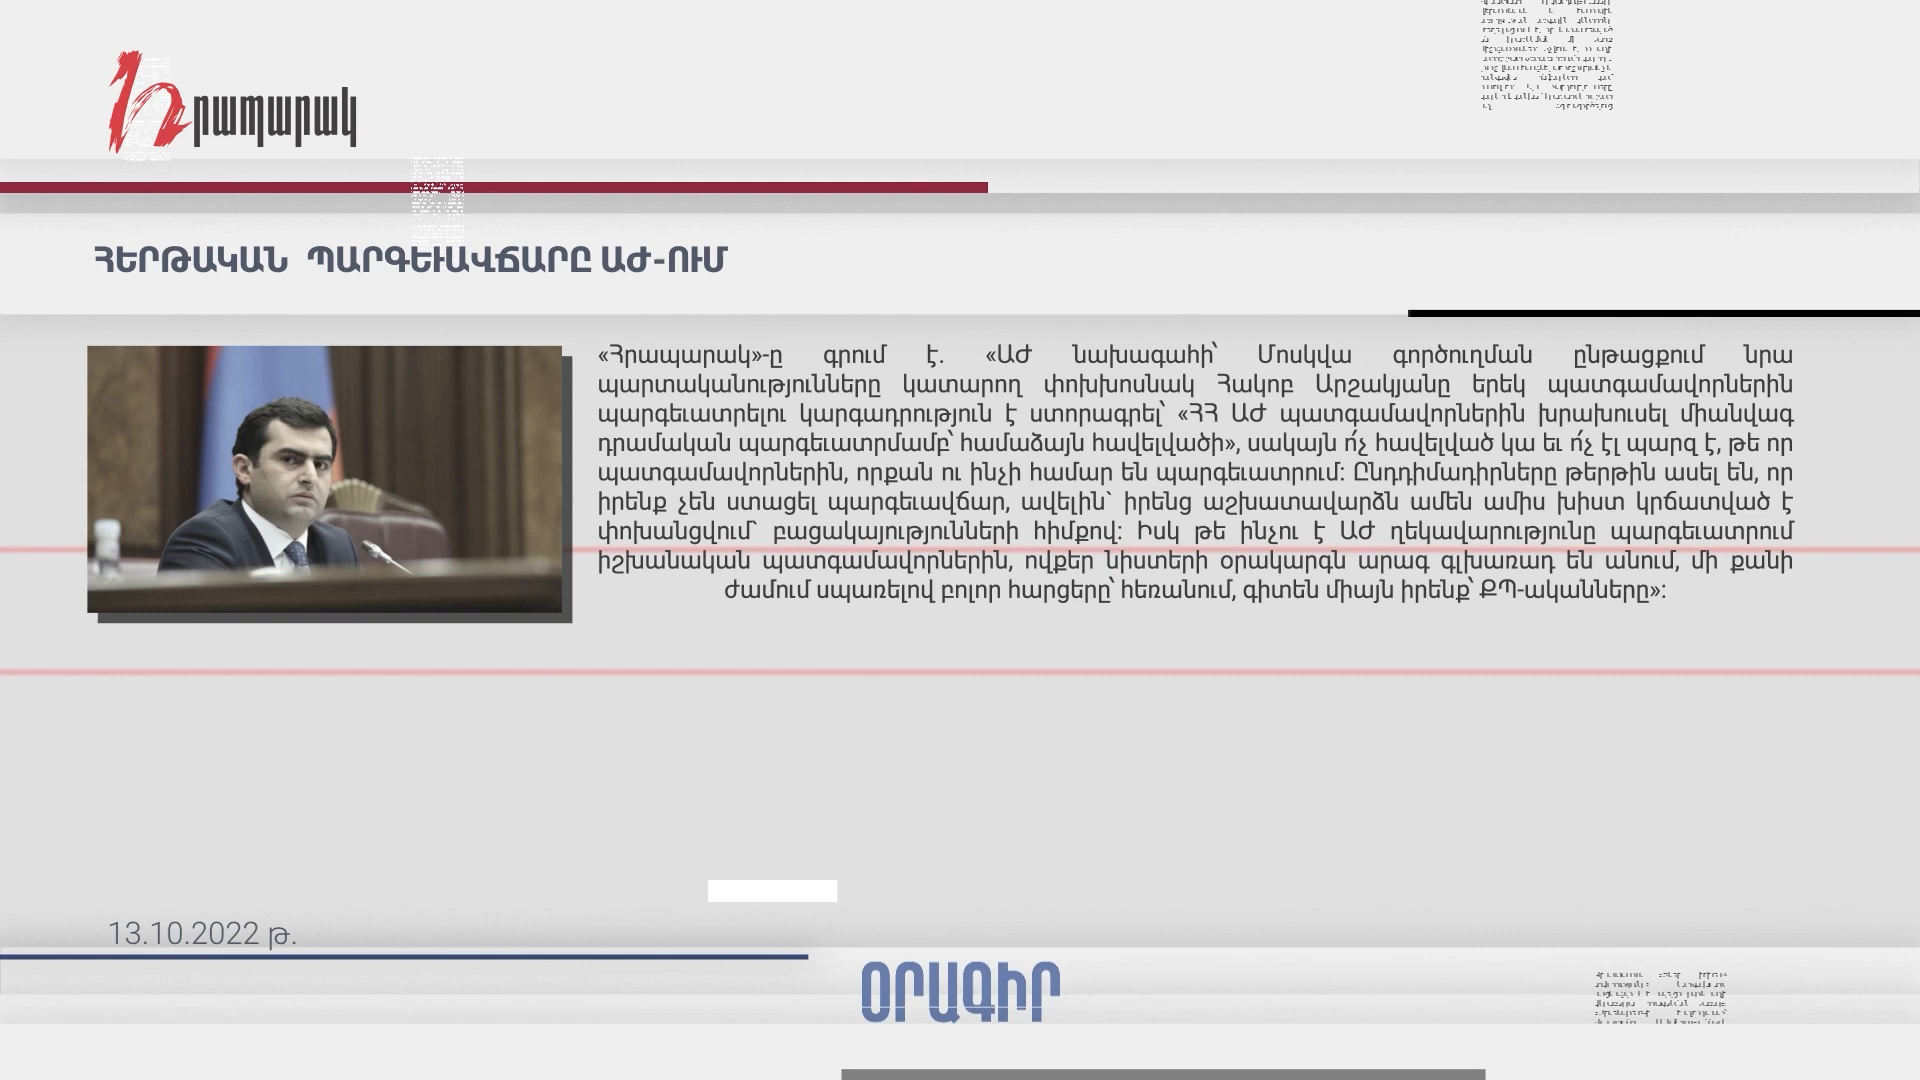 Հրապարակ
ՀԵՐԹԱԿԱՆ ՊԱՐԳԵՒԱՎՃԱՐԸ ԱԺ-ՈՒՄ
«Հրապարակ»-ը գրում է. «ԱԺ նախագահի՝ Մոսկվա գործուղման ընթացքում նրա
պարտականությունները կատարող փոխխոսնակ Հակոբ Արշակյանը երեկ պատգամավորներին
պարգեւատրելու կարգադրություն է ստորագրել՝ «ՀՀ ԱԺ պատգամավորներին խրախուսել միանվագ
դրամական պարգեւատրմամբ՝ համաձայն հավելվածի», սակայն ո՛չ հավելված կա եւ ո՛չ էլ պարզ է, թե որ
պատգամավորներին, որքան ու ինչի համար են պարգեւատրում: Ընդդիմադիրները թերթին ասել են, որ
իրենք չեն ստացել պարգեւավճար, ավելին` իրենց աշխատավարձն ամեն ամիս խիստ կրճատված է
փոխանցվում՝ բացակայությունների հիմքով: Իսկ թե ինչու է ԱԺ ղեկավարությունը պարգեւատրում
իշխանական պատգամավորներին, ովքեր նիստերի օրակարգն արագ գլխառադ են անում, մի քանի
ժամում սպառելով բոլոր հարցերը՝ հեռանում, գիտեն միայն իրենք՝ ՔՊ-ականները»:
13.10.2022 թ.
ՕՐԱԳԻՐ